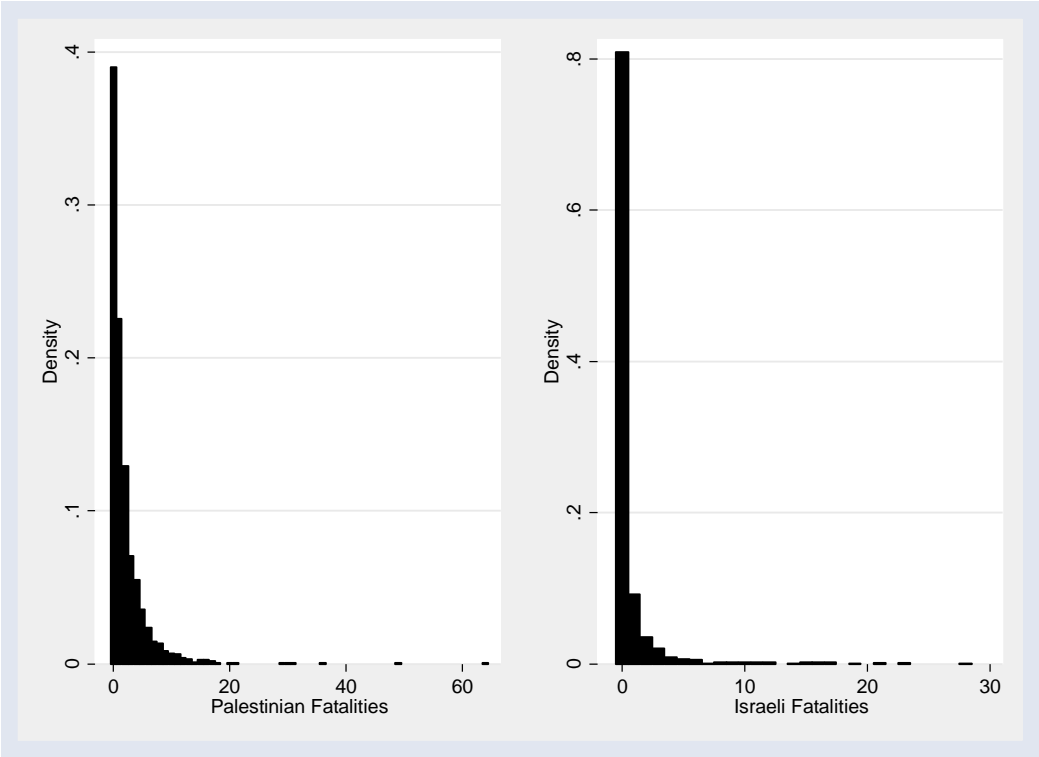 Density
.4
.3
.2
.1
0
0 20 40 60
Palestinian Fatalities
Density
.8
.6
.4
.2
0
0 10 20 30
Israeli Fatalities